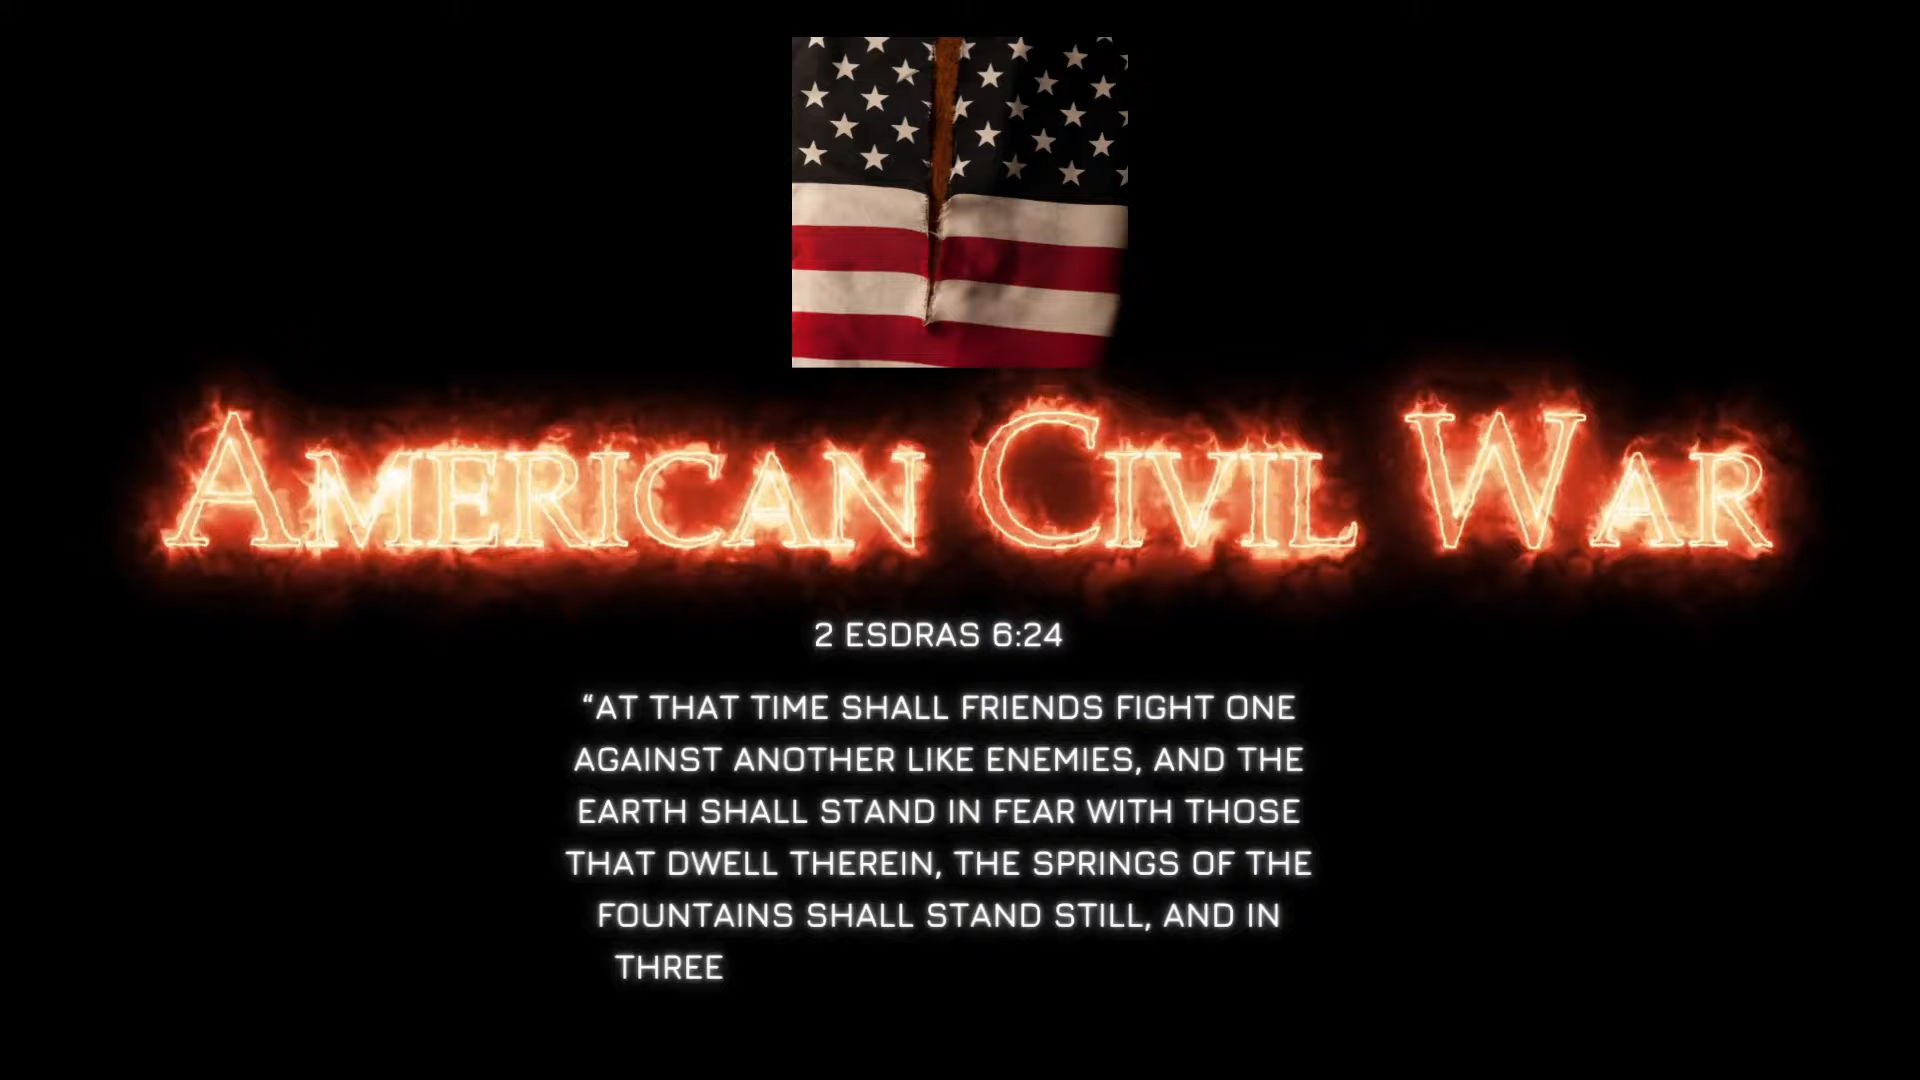 AMERICAN CIVIL WAR
2 ESDRAS 6:24
“AT THAT TIME SHALL FRIENDS FIGHT ONE
AGAINST ANOTHER LIKE ENEMIES, AND THE
EARTH SHALL STAND IN FEAR WITH THOSE
THAT DWELL THEREIN, THE SPRINGS OF THE
FOUNTAINS SHALL STAND STILL, AND IN
THREE